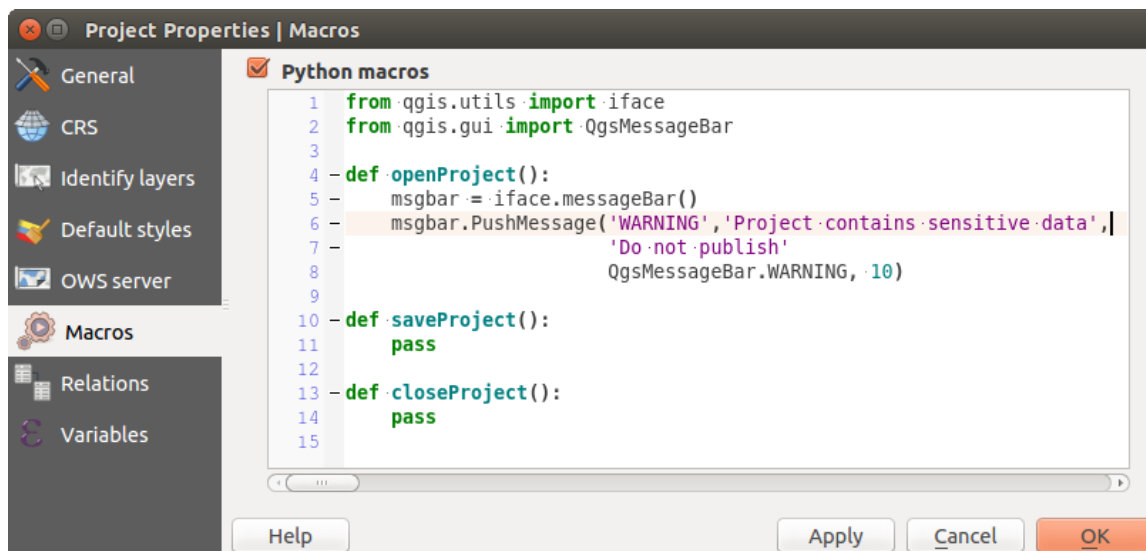 Project Properties | Macros
General
CRS
Identify layers
Default styles
OWS server
Macros
Relations
Variables
Python macros
1 from qgis.utils import iface
2 from qgis.gui import QgsMessageBar
3
4 def openProject():
5     msgbar = iface.messageBar()
6     msgbar.PushMessage('WARNING','Project contains sensitive data',
7                        'Do not publish'
8                        QgsMessageBar.WARNING, 10)
9
10 def saveProject():
11     pass
12
13 def closeProject():
14     pass
15
Help
Apply
Cancel
OK